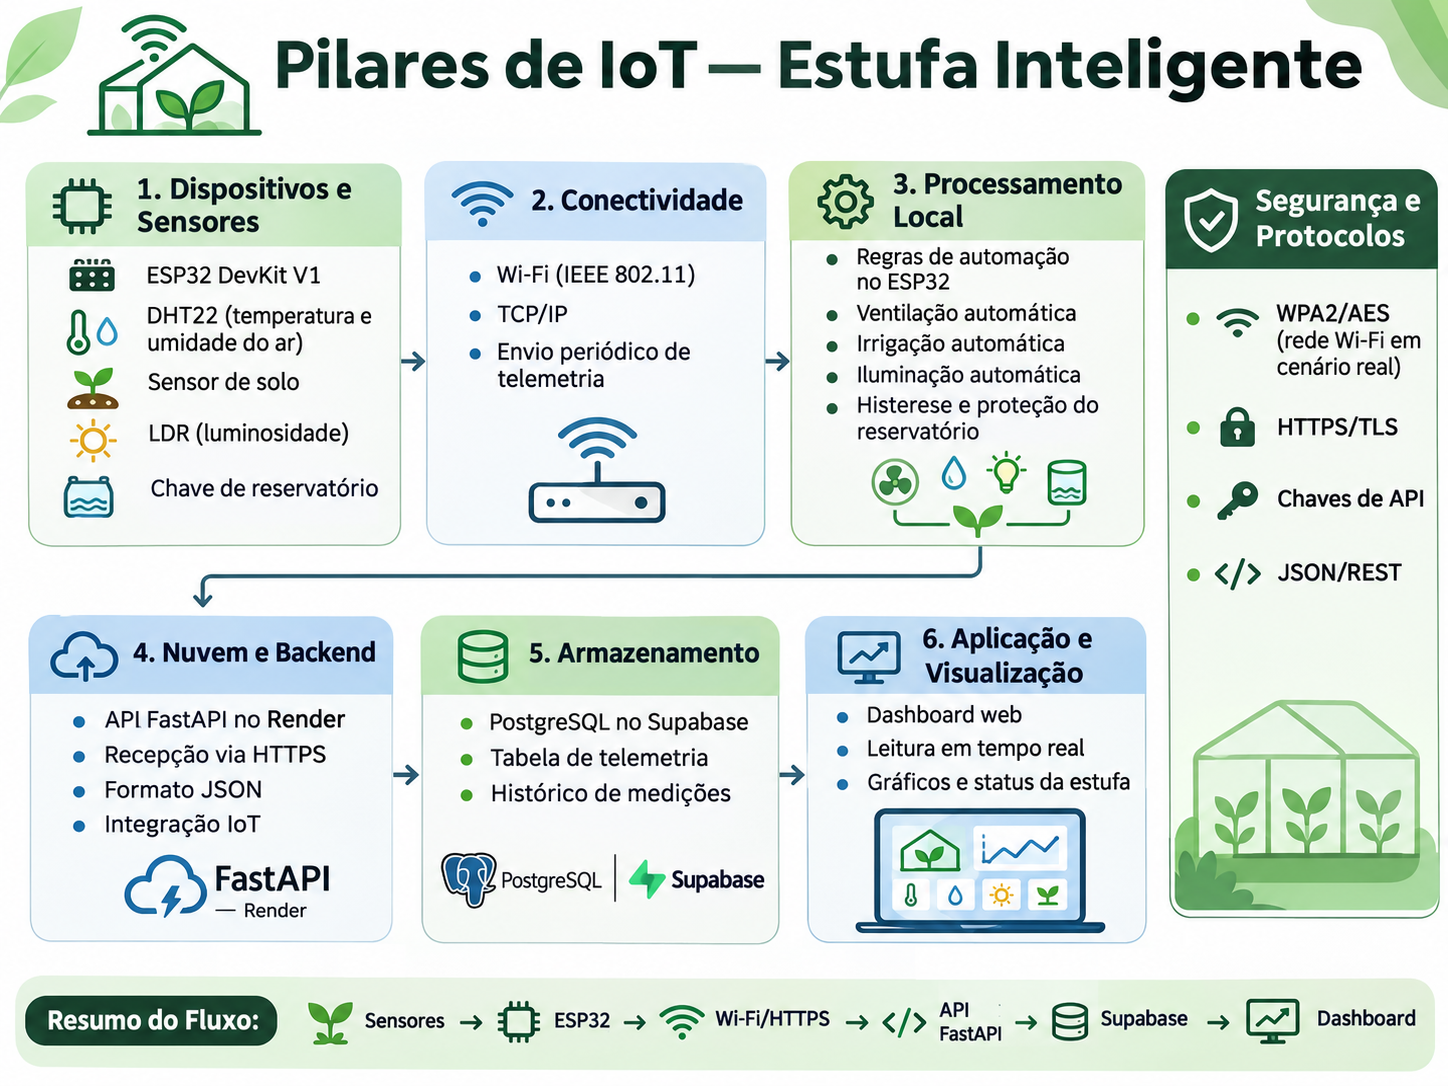 Pilares de IoT — Estufa Inteligente
1. Dispositivos e
Sensores
ESP32 DevKit V1
DHT22 (temperatura e
umidade do ar)
Sensor de solo
LDR (luminosidade)
Chave de reservatório
2. Conectividade
Wi-Fi (IEEE 802.11)
TCP/IP
Envio periódico de
telemetria
3. Processamento
Local
Regras de automação
no ESP32
Ventilação automática
Irrigação automática
Iluminação automática
Histerese e proteção do
reservatório
Segurança e
Protocolos
WPA2/AES
(rede Wi-Fi em
cenário real)
HTTPS/TLS
Chaves de API
</> JSON/REST
4. Nuvem e Backend
API FastAPI no Render
Recepção via HTTPS
Formato JSON
Integração IoT
FastAPI
— Render
5. Armazenamento
PostgreSQL no Supabase
Tabela de telemetria
Histórico de medições
PostgreSQL | Supabase
6. Aplicação e
Visualização
Dashboard web
Leitura em tempo real
Gráficos e status da estufa
Resumo do Fluxo:
Sensores → ESP32 → Wi-Fi/HTTPS → </> API
FastAPI → Supabase → Dashboard